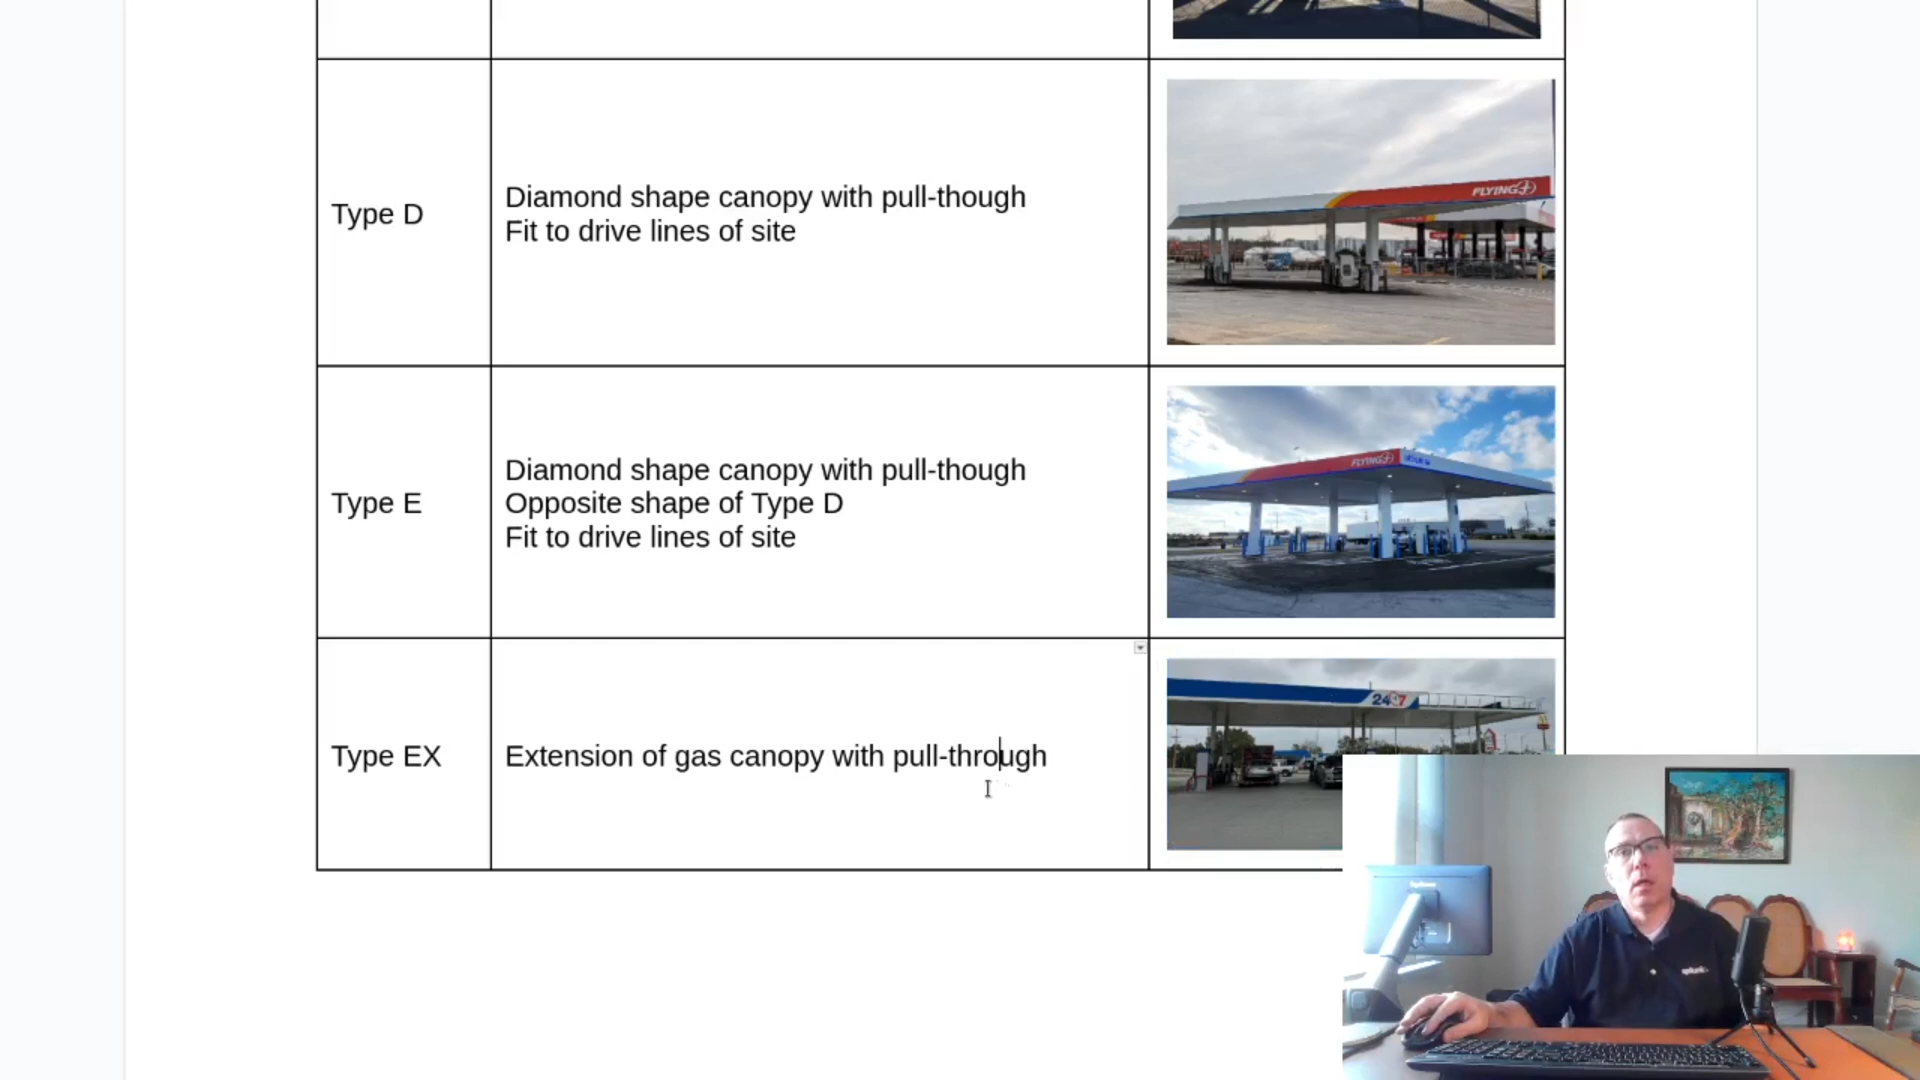 Type D
Diamond shape canopy with pull-though
Fit to drive lines of site
FLYING
Type E
Diamond shape canopy with pull-though
Opposite shape of Type D
Fit to drive lines of site
FLYING
Type EX
Extension of gas canopy with pull-through
24 7